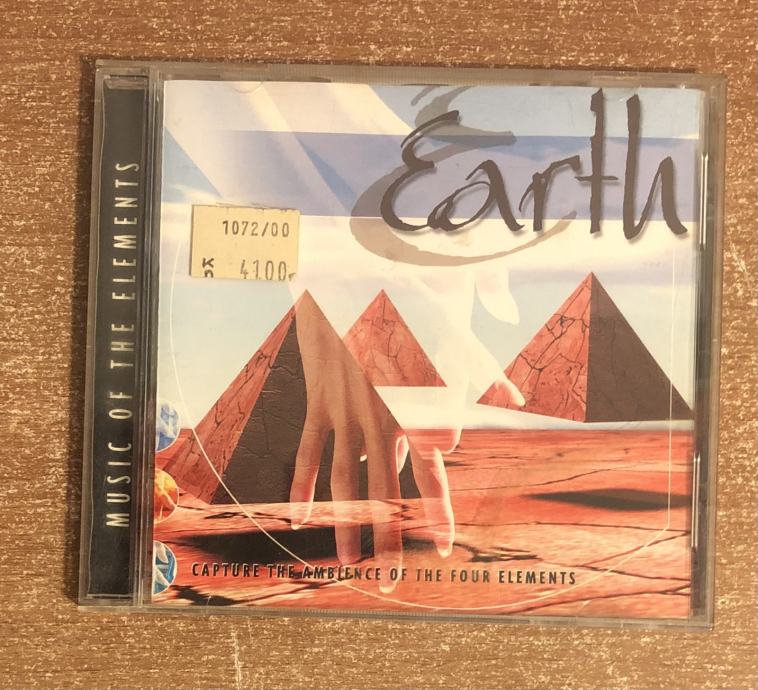 Earth
1072/00
4100
MUSIC OF THE ELEMENTS
CAPTURE THE AMBIENCE OF THE FOUR ELEMENTS